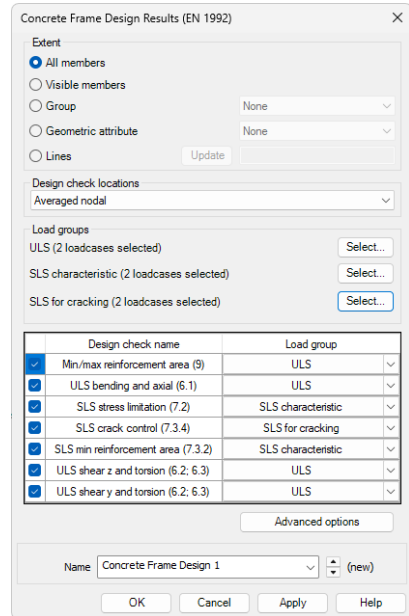 Concrete Frame Design Results (EN 1992)
Extent
All members
Visible members
Group None
Geometric attribute None
Lines Update
Design check locations
Averaged nodal
Load groups
ULS (2 loadcases selected) Select...
SLS characteristic (2 loadcases selected) Select...
SLS for cracking (2 loadcases selected) Select...
Design check name Load group
Min/max reinforcement area (9) ULS
ULS bending and axial (6.1) ULS
SLS stress limitation (7.2) SLS characteristic
SLS crack control (7.3.4) SLS for cracking
SLS min reinforcement area (7.3.2) SLS characteristic
ULS shear z and torsion (6.2; 6.3) ULS
ULS shear y and torsion (6.2; 6.3) ULS
Advanced options
Name Concrete Frame Design 1 (new)
OK Cancel Apply Help